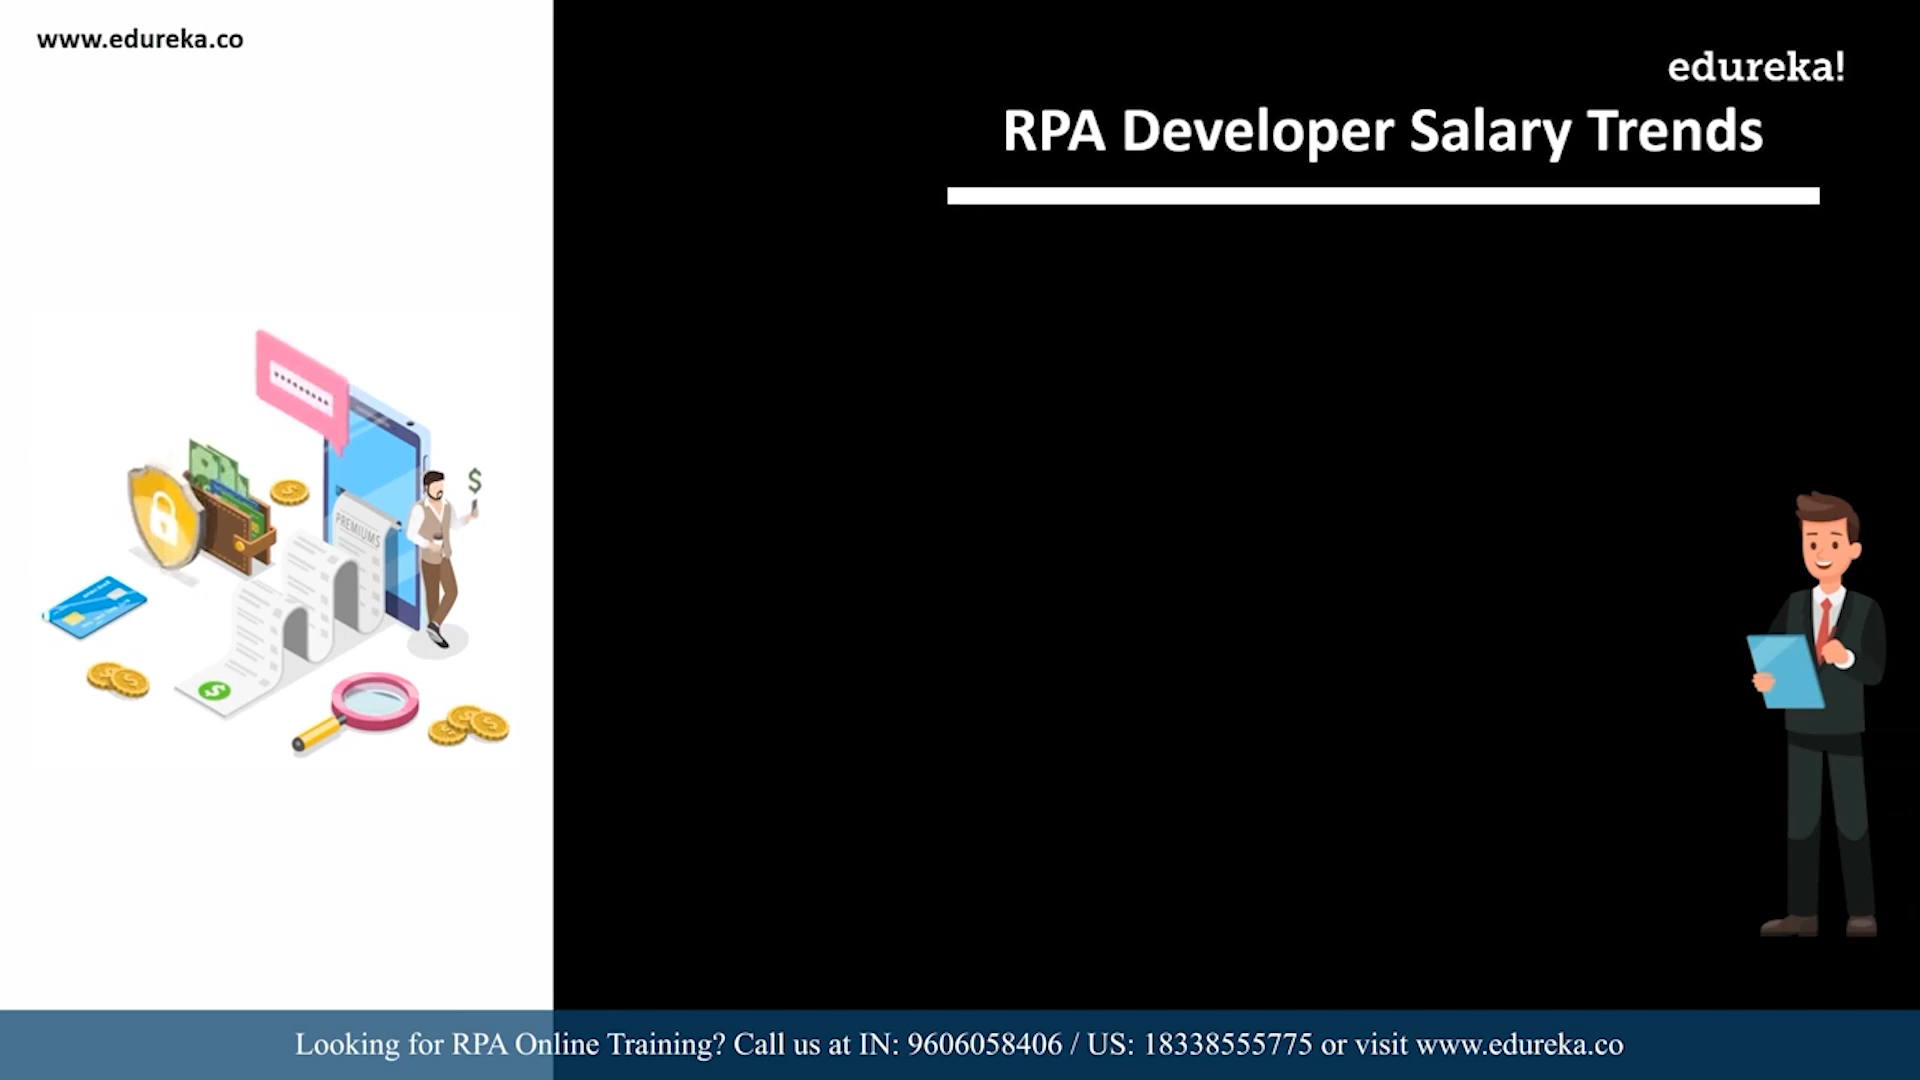 www.edureka.co
edureka!
RPA Developer Salary Trends
PREMIUMS
Looking for RPA Online Training? Call us at IN: 9606058406 / US: 18338555775 or visit www.edureka.co